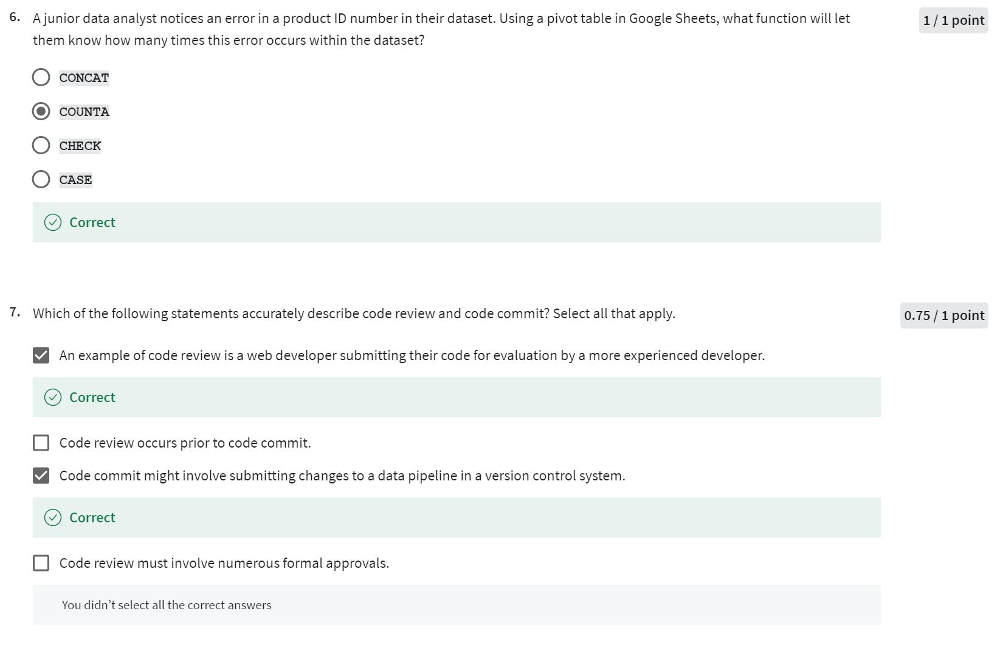 6. A junior data analyst notices an error in a product ID number in their dataset. Using a pivot table in Google Sheets, what function will let
them know how many times this error occurs within the dataset?
1 / 1 point
CONCAT
COUNTA
CHECK
CASE
Correct
7. Which of the following statements accurately describe code review and code commit? Select all that apply.
0.75 / 1 point
An example of code review is a web developer submitting their code for evaluation by a more experienced developer.
Correct
Code review occurs prior to code commit.
Code commit might involve submitting changes to a data pipeline in a version control system.
Correct
Code review must involve numerous formal approvals.
You didn’t select all the correct answers